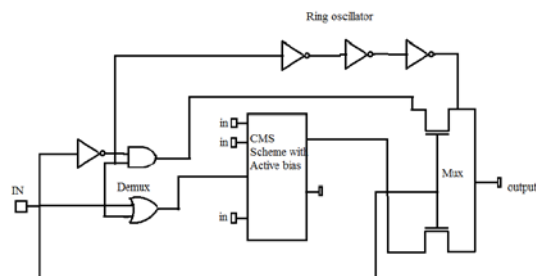 Ring oscillator
in
CMS
in
Scheme with
Active bias
Demux
Mux
IN
output
in